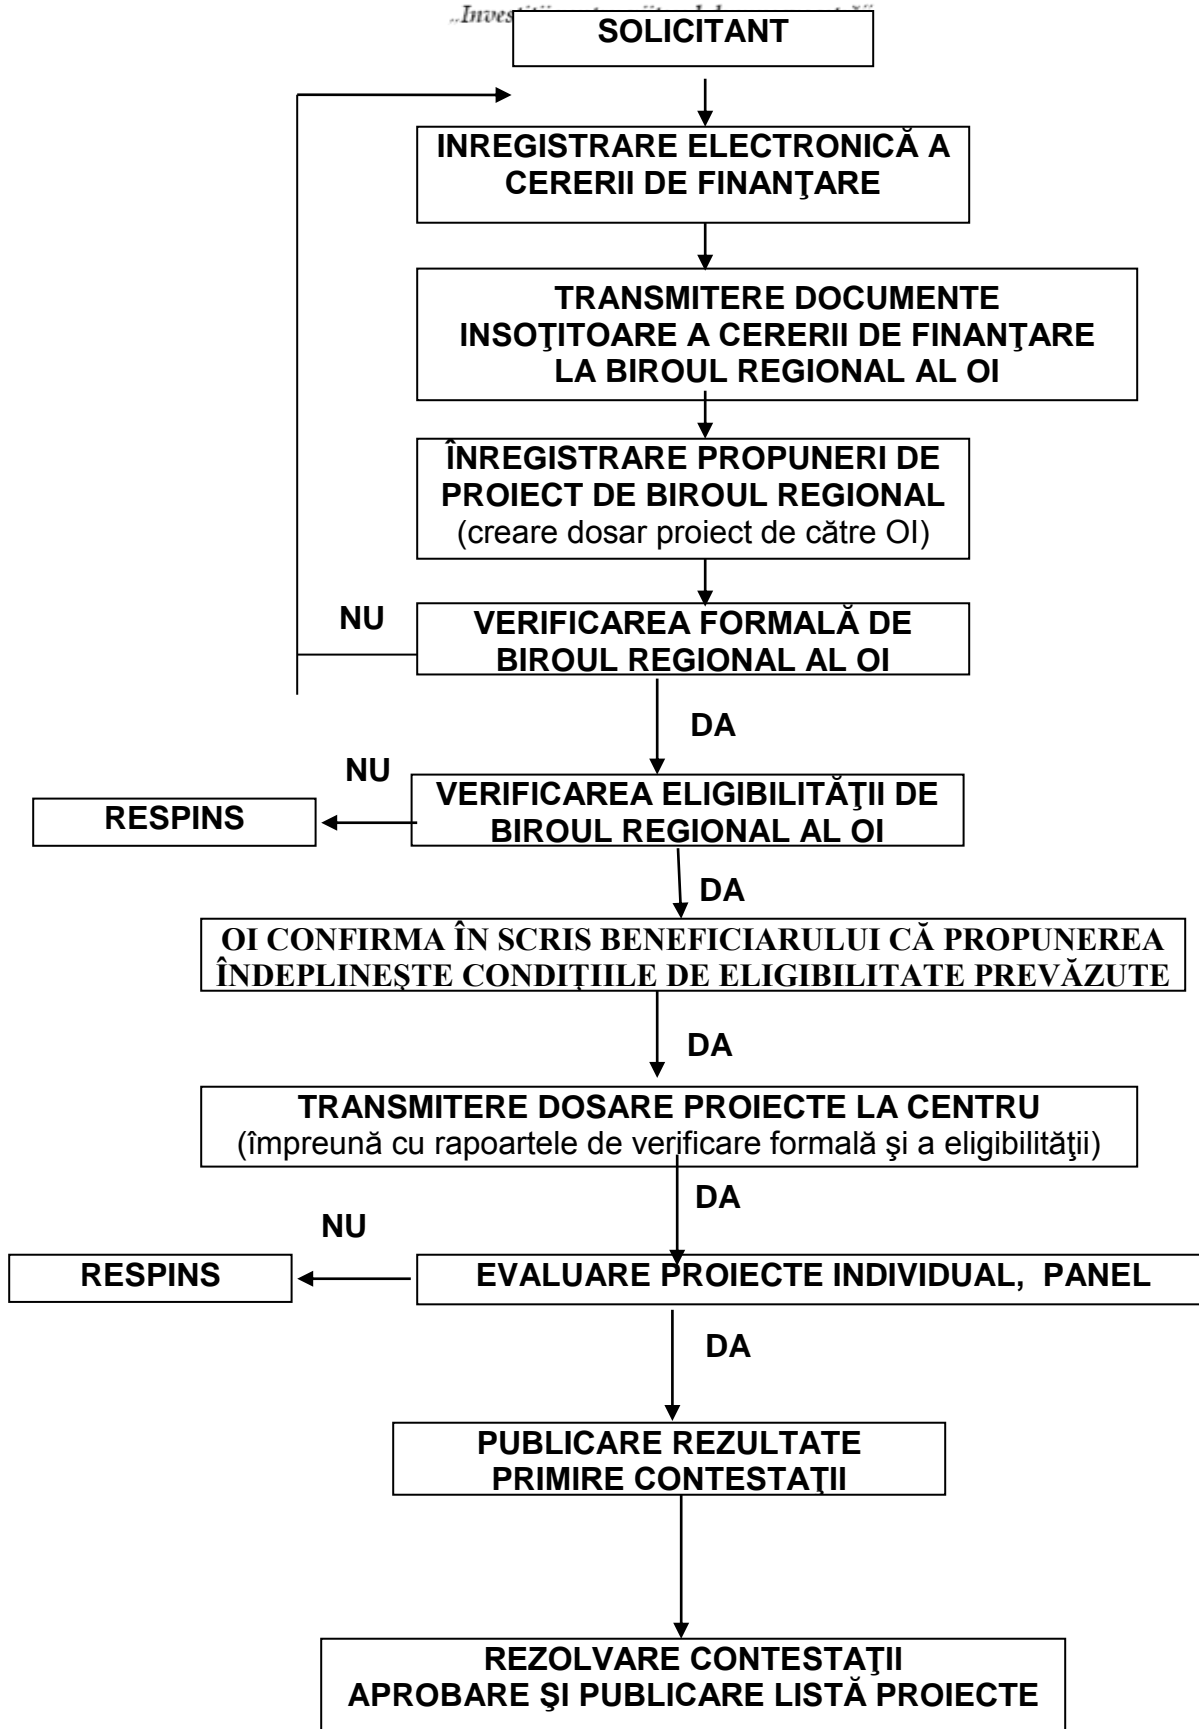 SOLICITANT
INREGISTRARE ELECTRONICĂ A
CERERII DE FINANŢARE
TRANSMITERE DOCUMENTE
INSOŢITOARE A CERERII DE FINANŢARE
LA BIROUL REGIONAL AL OI
ÎNREGISTRARE PROPUNERI DE
PROIECT DE BIROUL REGIONAL
(creare dosar proiect de către OI)
NU
VERIFICAREA FORMALĂ DE
BIROUL REGIONAL AL OI
DA
NU
VERIFICAREA ELIGIBILITĂŢII DE
BIROUL REGIONAL AL OI
RESPINS
DA
OI CONFIRMA ÎN SCRIS BENEFICIARULUI CĂ PROPUNEREA
ÎNDEPLINEŞTE CONDIŢIILE DE ELIGIBILITATE PREVĂZUTE
DA
TRANSMITERE DOSARE PROIECTE LA CENTRU
(împreună cu rapoartele de verificare formală şi a eligibilităţii)
DA
NU
RESPINS
EVALUARE PROIECTE INDIVIDUAL, PANEL
DA
PUBLICARE REZULTATE
PRIMIRE CONTESTAŢII
REZOLVARE CONTESTAŢII
APROBARE ŞI PUBLICARE LISTĂ PROIECTE